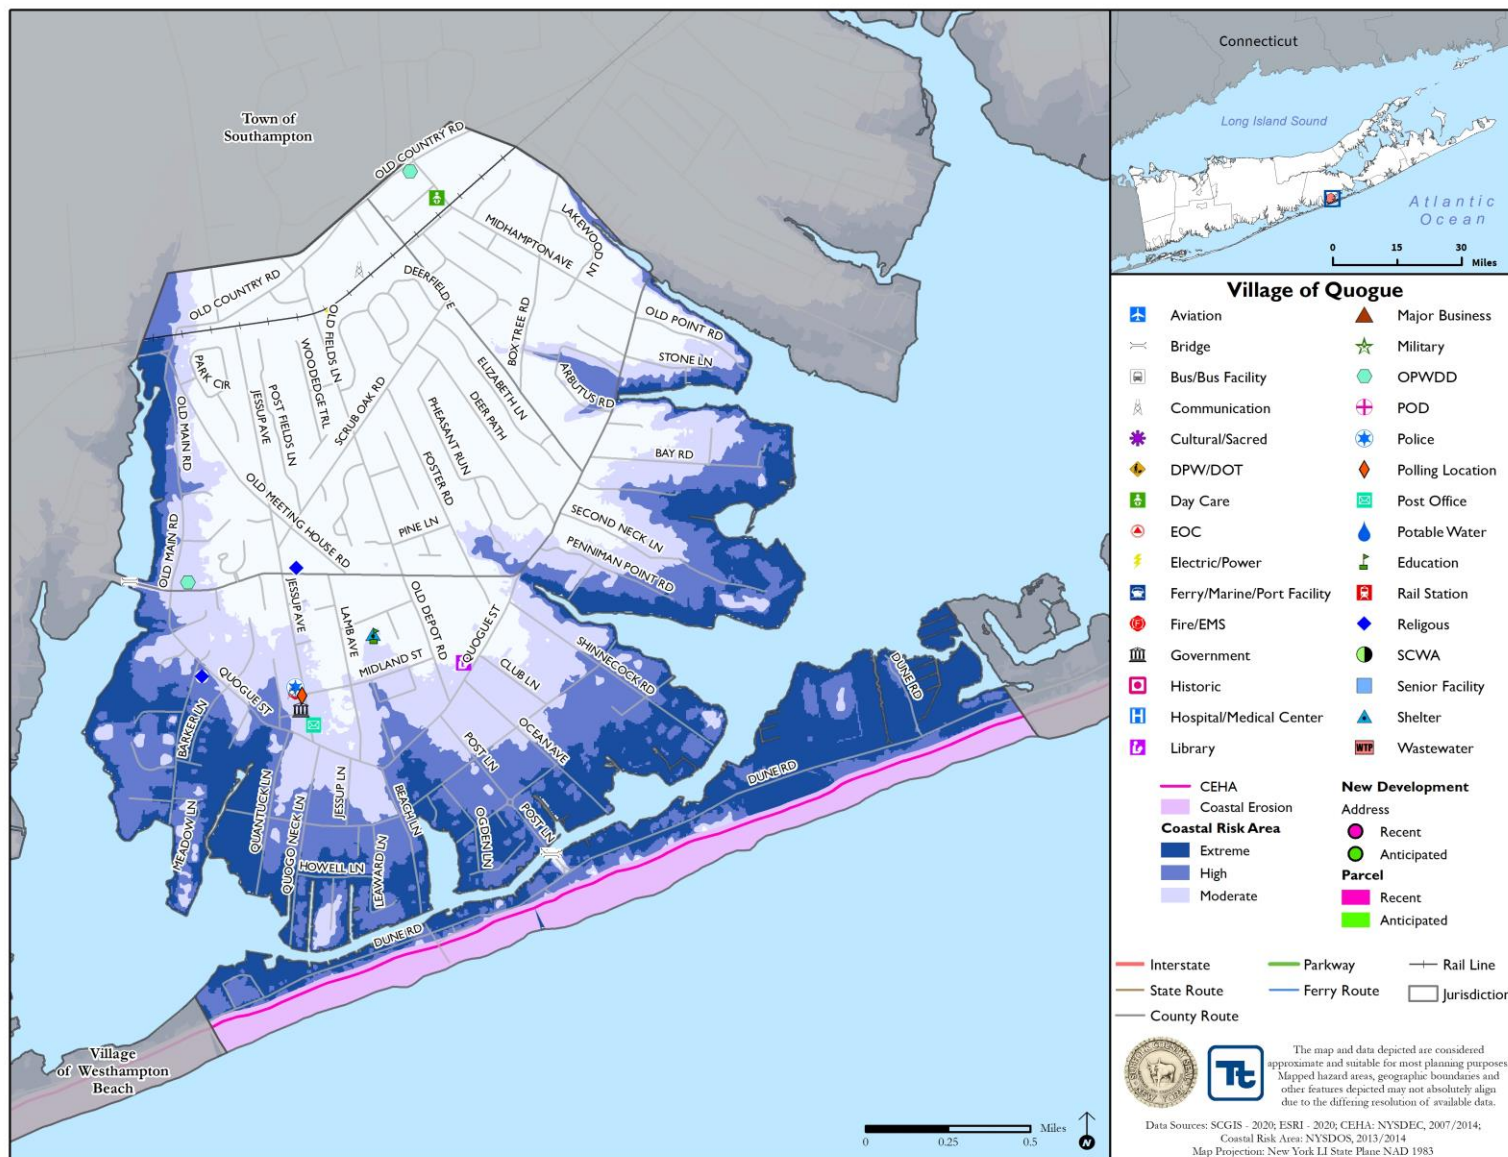 Town of
Southampton
OLD COUNTRY RD
LAKEWOOD LN
MIDHAMPTON AVE
OLD COUNTRY RD
DEERFIELD E
OLD POINT RD
BOX TREE RD
OLD FIELDS LN
STONE LN
WOODEDGE TRL
PARK CIR
ELIZABETH LN
ARBUTUS RD
JESSUP AVE
POST FIELDS LN
SCRUB OAK RD
DEER PATH
PHEASANT RUN
OLD MAIN RD
FOSTER RD
BAY RD
OLD MEETING HOUSE RD
PINE LN
SECOND NECK LN
OLD MAIN RD
PENNIMAN POINT RD
JESSUP AVE
LAMB AVE
OLD DEPOT RD
QUOGUE ST
MIDLAND ST
SHINNECOCK RD
CLUB LN
DUNE RD
QUOGUE ST
BARKER LN
OCEAN AVE
POST LN
DUNE RD
QUANTUCK LN
QUOGO NECK LN
JESSUP LN
BEACH LN
MEADOW LN
OGDEN LN
POST LN
HOWELL LN
LEAWARD LN
DUNE RD
Village
of Westhampton
Beach
0 0.25 0.5
Miles
N
Connecticut
Long Island Sound
Atlantic
Ocean
0 15 30
Miles
Village of Quogue
Aviation
Bridge
Bus/Bus Facility
Communication
Cultural/Sacred
DPW/DOT
Day Care
EOC
Electric/Power
Ferry/Marine/Port Facility
Fire/EMS
Government
Historic
Hospital/Medical Center
Library
Major Business
Military
OPWDD
POD
Police
Polling Location
Post Office
Potable Water
Education
Rail Station
Religous
SCWA
Senior Facility
Shelter
WTP
Wastewater
CEHA
Coastal Erosion
Coastal Risk Area
Extreme
High
Moderate
New Development
Address
Recent
Anticipated
Parcel
Recent
Anticipated
Interstate
State Route
County Route
Parkway
Ferry Route
Rail Line
Jurisdiction
Tt
The map and data depicted are considered
approximate and suitable for most planning purposes
Mapped hazard areas, geographic boundaries and
other features depicted may not absolutely align
due to the differing resolution of available data.
Data Sources: SCGIS - 2020; ESRI - 2020; CEHA: NYSDEC, 2007/2014;
Coastal Risk Area: NYSDOS, 2013/2014
Map Projection: New York LI State Plane NAD 1983